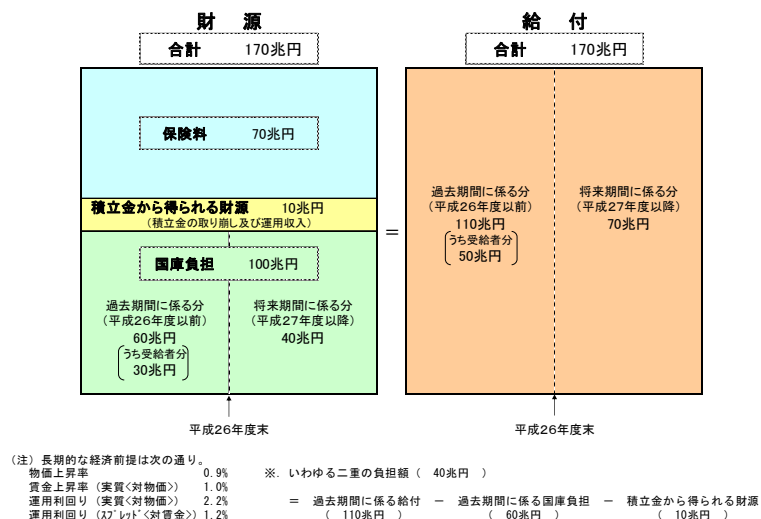 財　源
合計　170兆円
保険料　70兆円
積立金から得られる財源　10兆円
（積立金の取り崩し及び運用収入）
国庫負担　100兆円
過去期間に係る分
（平成26年度以前）
60兆円
うち受給者分
30兆円
将来期間に係る分
（平成27年度以降）
40兆円
平成26年度末
＝
給　付
合計　170兆円
過去期間に係る分
（平成26年度以前）
110兆円
うち受給者分
50兆円
将来期間に係る分
（平成27年度以降）
70兆円
平成26年度末
（注）長期的な経済前提は次の通り。
物価上昇率　0.9%
賃金上昇率（実質<対物価>）　1.0%
運用利回り（実質<対物価>）　2.2%
運用利回り（ｽﾌﾟﾚｯﾄﾞ<対賃金>）1.2%
※．いわゆる二重の負担額（　40兆円　）
＝　過去期間に係る給付　－　過去期間に係る国庫負担　－　積立金から得られる財源
（　110兆円　）　（　60兆円　）　（　10兆円　）